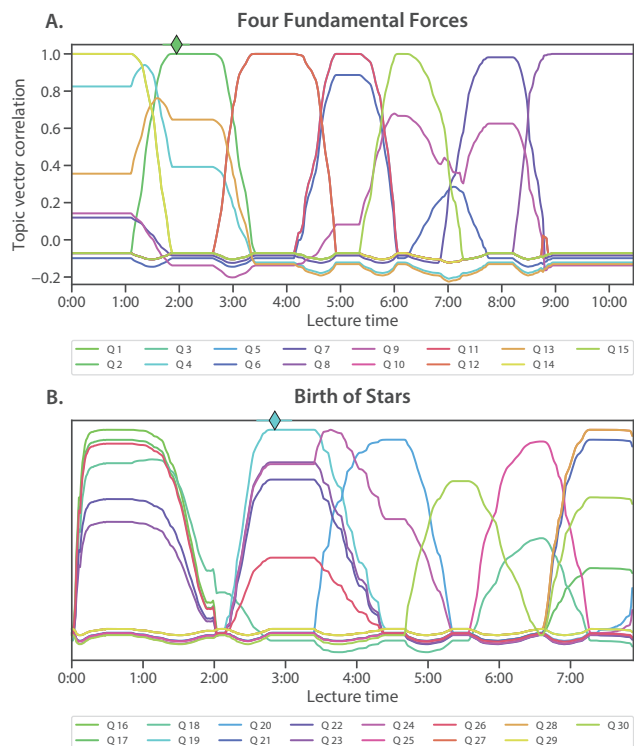 A.
Four Fundamental Forces
Topic vector correlation
1.0
0.8
0.6
0.4
0.2
0.0
−0.2
0:00 1:00 2:00 3:00 4:00 5:00 6:00 7:00 8:00 9:00 10:00
Lecture time
Q 1 Q 3 Q 5 Q 7 Q 9 Q 11 Q 13 Q 15
Q 2 Q 4 Q 6 Q 8 Q 10 Q 12 Q 14
B.
Birth of Stars
0:00 1:00 2:00 3:00 4:00 5:00 6:00 7:00
Lecture time
Q 16 Q 18 Q 20 Q 22 Q 24 Q 26 Q 28 Q 30
Q 17 Q 19 Q 21 Q 23 Q 25 Q 27 Q 29